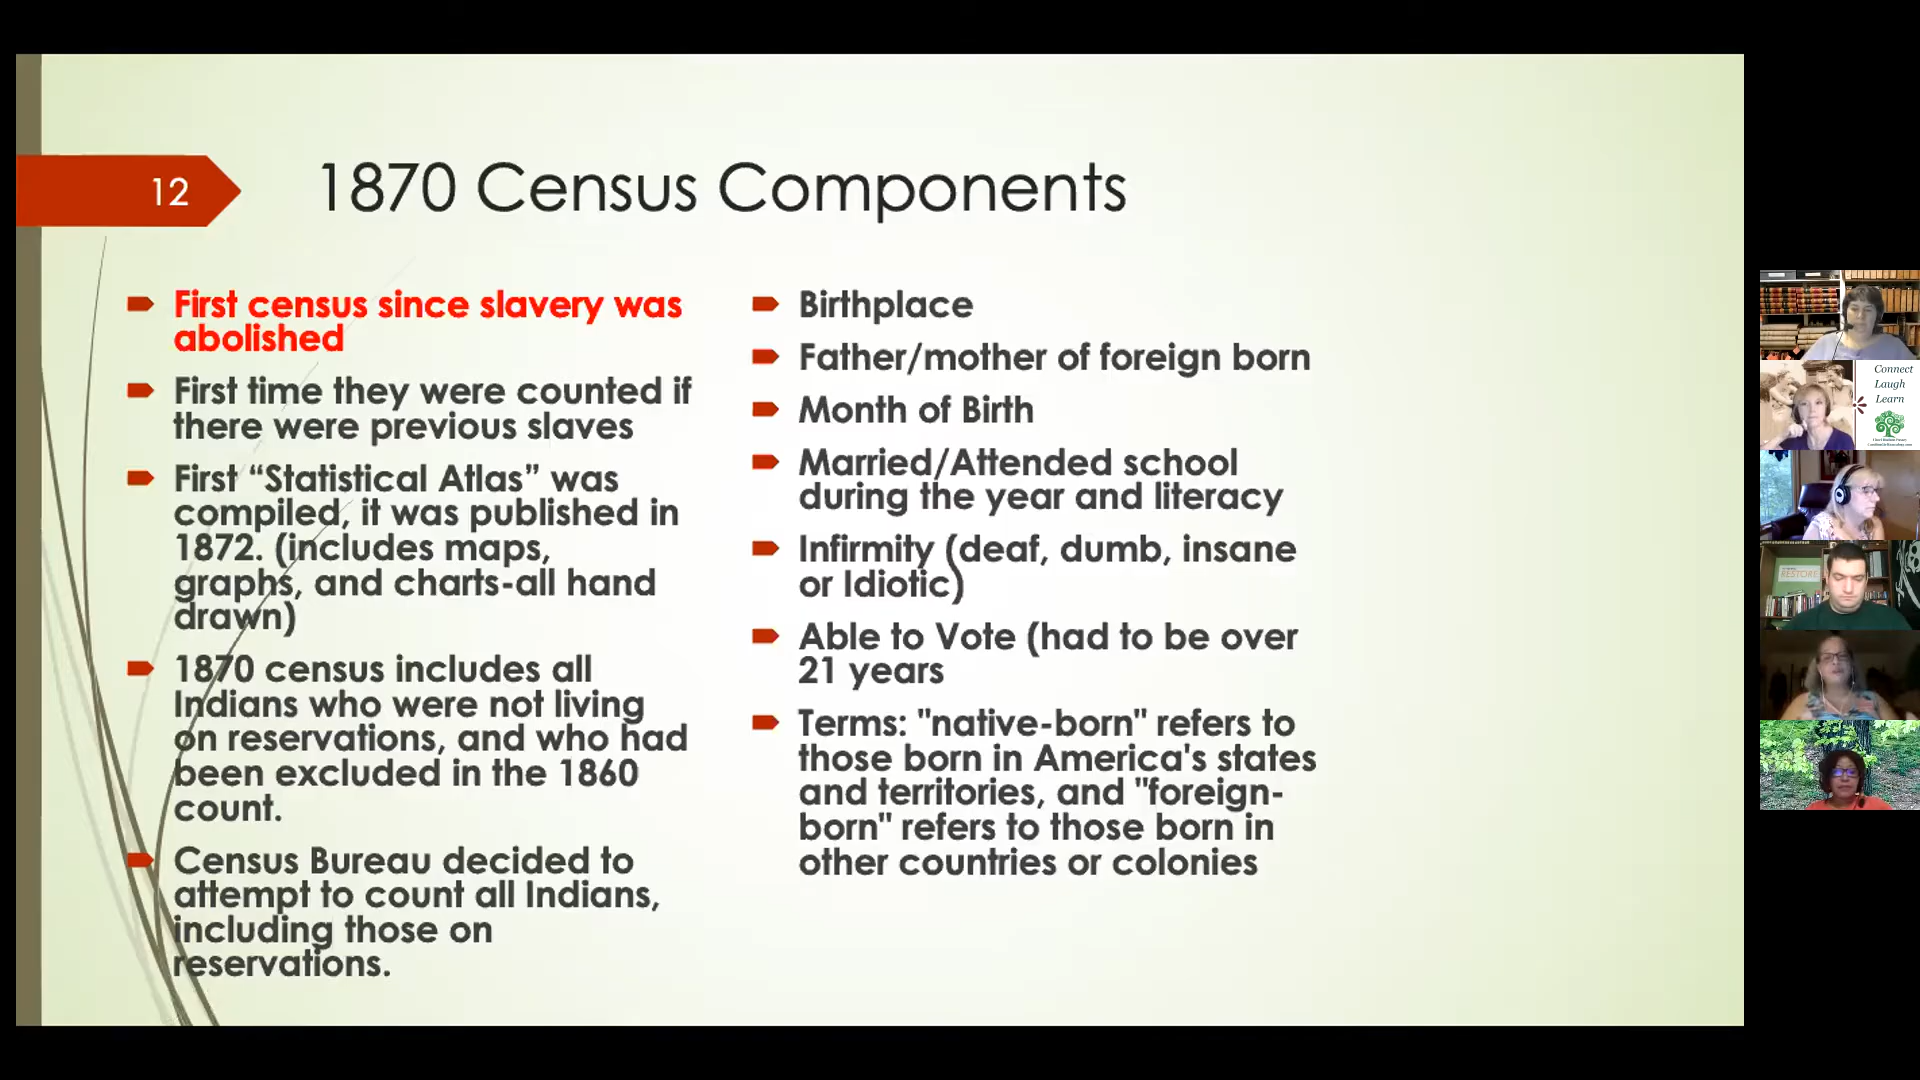 12
1870 Census Components
First census since slavery was
abolished
First time they were counted if
there were previous slaves
First “Statistical Atlas” was
compiled, it was published in
1872. (includes maps,
graphs, and charts-all hand
drawn)
1870 census includes all
Indians who were not living
on reservations, and who had
been excluded in the 1860
count.
Census Bureau decided to
attempt to count all Indians,
including those on
reservations.
Birthplace
Father/mother of foreign born
Month of Birth
Married/Attended school
during the year and literacy
Infirmity (deaf, dumb, insane
or Idiotic)
Able to Vote (had to be over
21 years
Terms: "native-born" refers to
those born in America's states
and territories, and "foreign-
born" refers to those born in
other countries or colonies
Connect
Laugh
Learn
RESTORE